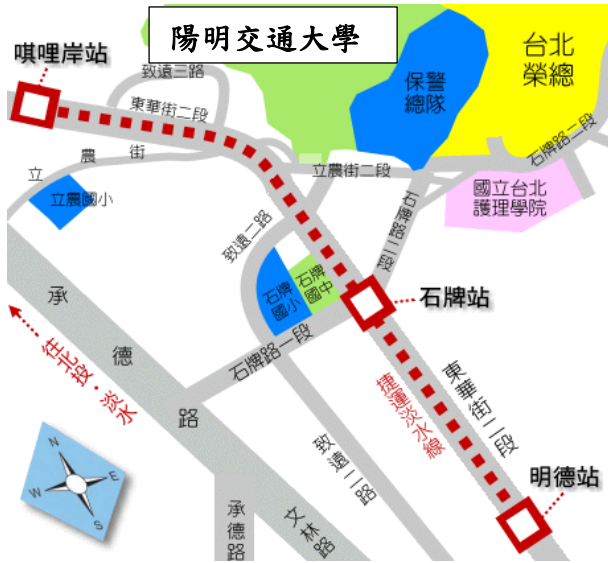 陽明交通大學
唭哩岸站
致遠三路
東華街二段
保警
總隊
台北
榮總
石牌路二段
立農街
立農街二段
國立台北
護理學院
立農國小
石牌路二段
致遠二路
石牌
國小
石牌
國中
石牌站
承德路
石牌路一段
往北投・淡水
捷運淡水線
東華街二段
致遠二路
明德站
承德路
文林路
N
E
W
S